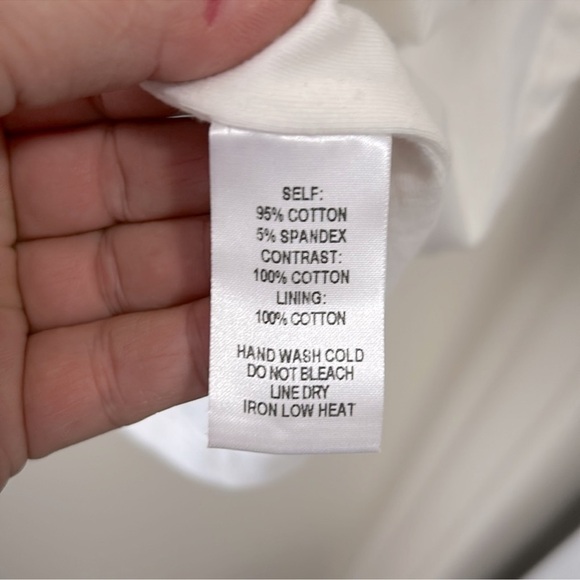 SELF:
95% COTTON
5% SPANDEX
CONTRAST:
100% COTTON
LINING:
100% COTTON
HAND WASH COLD
DO NOT BLEACH
LINE DRY
IRON LOW HEAT